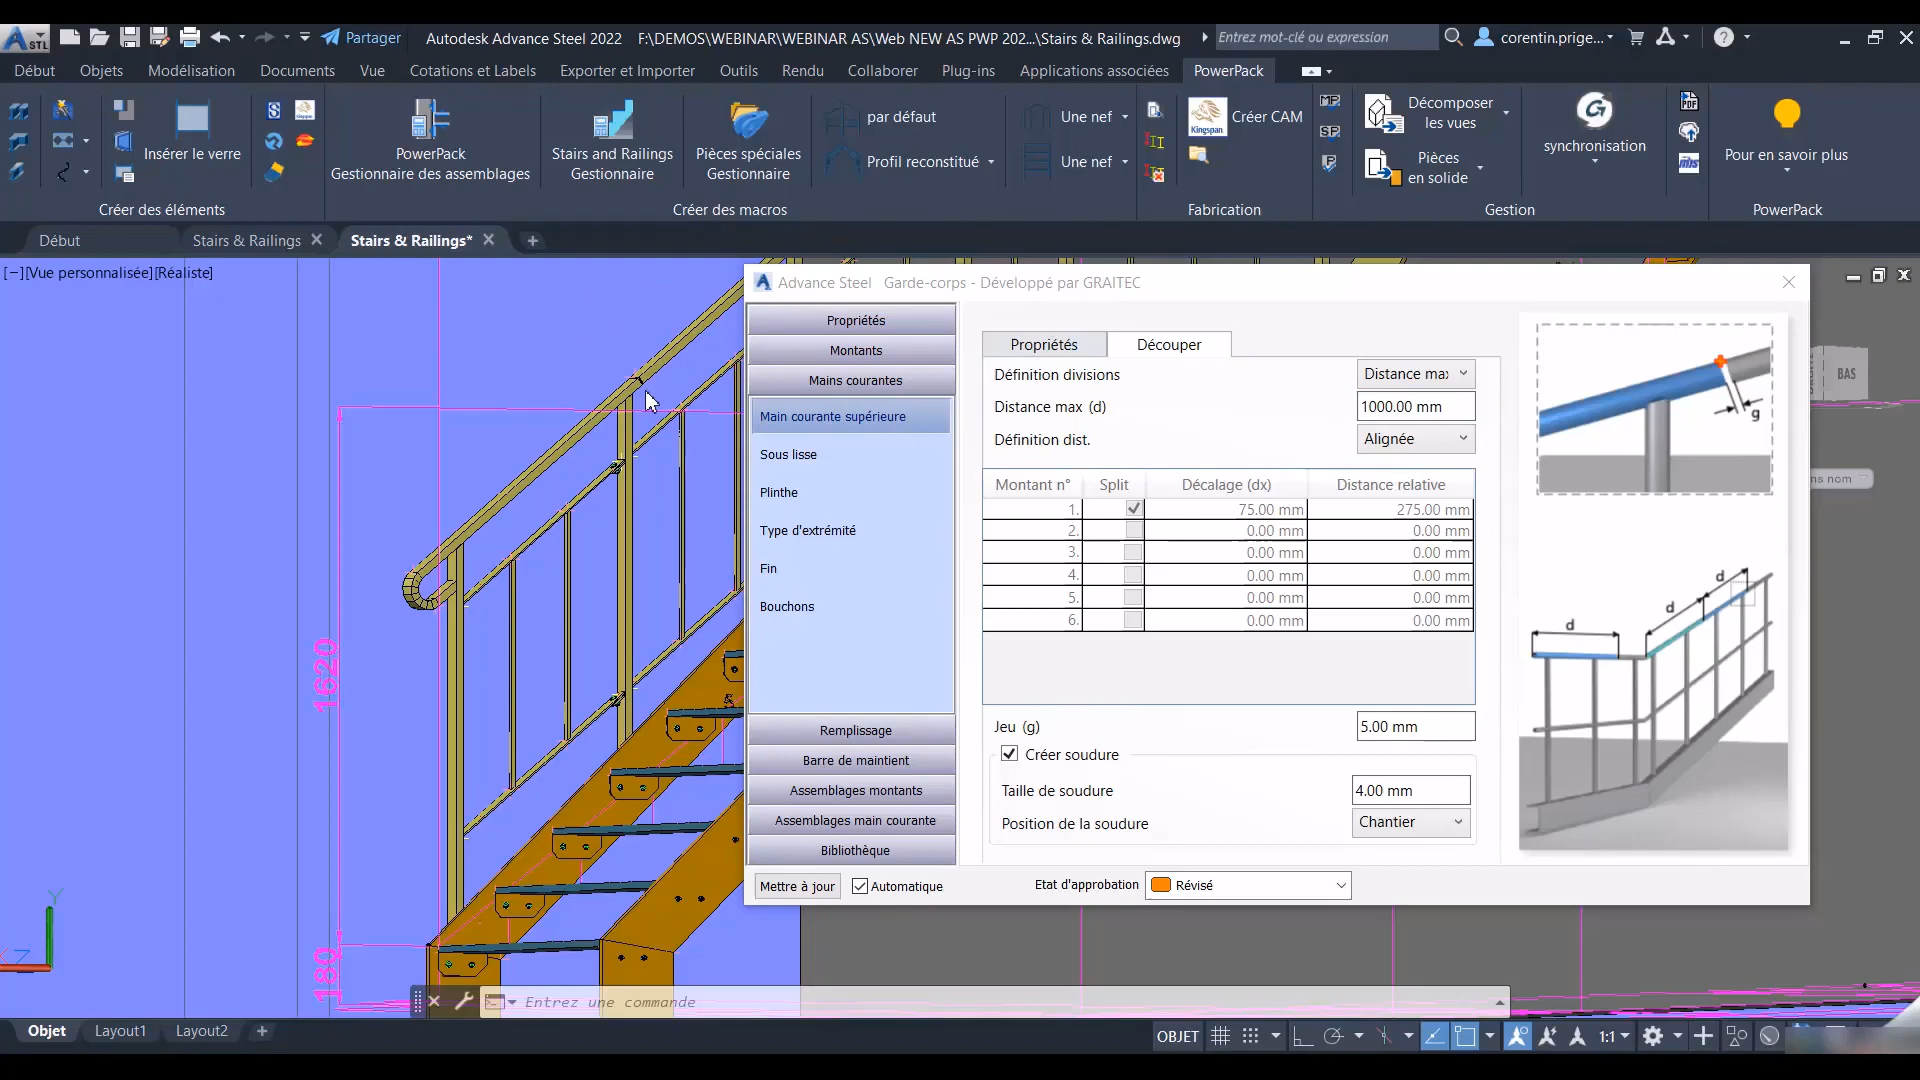 STL
Partager
Autodesk Advance Steel 2022 F:\DEMOS\WEBINAR\WEBINAR AS\Web NEW AS PWP 202...\Stairs & Railings.dwg
Entrez mot-clé ou expression
corentin.prige...
Début Objets Modélisation Documents Vue Cotations et Labels Exporter et Importer Outils Rendu Collaborer Plug-ins Applications associées PowerPack
Insérer le verre
PowerPack
Gestionnaire des assemblages
Stairs and Railings
Gestionnaire
Pièces spéciales
Gestionnaire
par défaut
Profil reconstitué
Une nef
Une nef
Kingspan
Créer CAM
MP
SP
Décomposer
les vues
Pièces
en solide
synchronisation
PDF
Pour en savoir plus
Créer des éléments
Créer des macros
Fabrication
Gestion
PowerPack
Début
Stairs & Railings
Stairs & Railings*
[−][Vue personnalisée][Réaliste]
Advance Steel Garde-corps - Développé par GRAITEC
Propriétés
Montants
Mains courantes
Main courante supérieure
Sous lisse
Plinthe
Type d'extrémité
Fin
Bouchons
Remplissage
Barre de maintient
Assemblages montants
Assemblages main courante
Bibliothèque
Propriétés
Découper
Définition divisions Distance max
Distance max (d) 1000.00 mm
Définition dist. Alignée
Montant n° Split Décalage (dx) Distance relative
1. 75.00 mm 275.00 mm
2. 0.00 mm 0.00 mm
3. 0.00 mm 0.00 mm
4. 0.00 mm 0.00 mm
5. 0.00 mm 0.00 mm
6. 0.00 mm 0.00 mm
Jeu (g) 5.00 mm
Créer soudure
Taille de soudure 4.00 mm
Position de la soudure Chantier
Mettre à jour
Automatique
Etat d'approbation Révisé
g
d
d
d
BAS
ns nom
1620
180
Y
Z
Entrez une commande
Objet Layout1 Layout2
OBJET
1:1